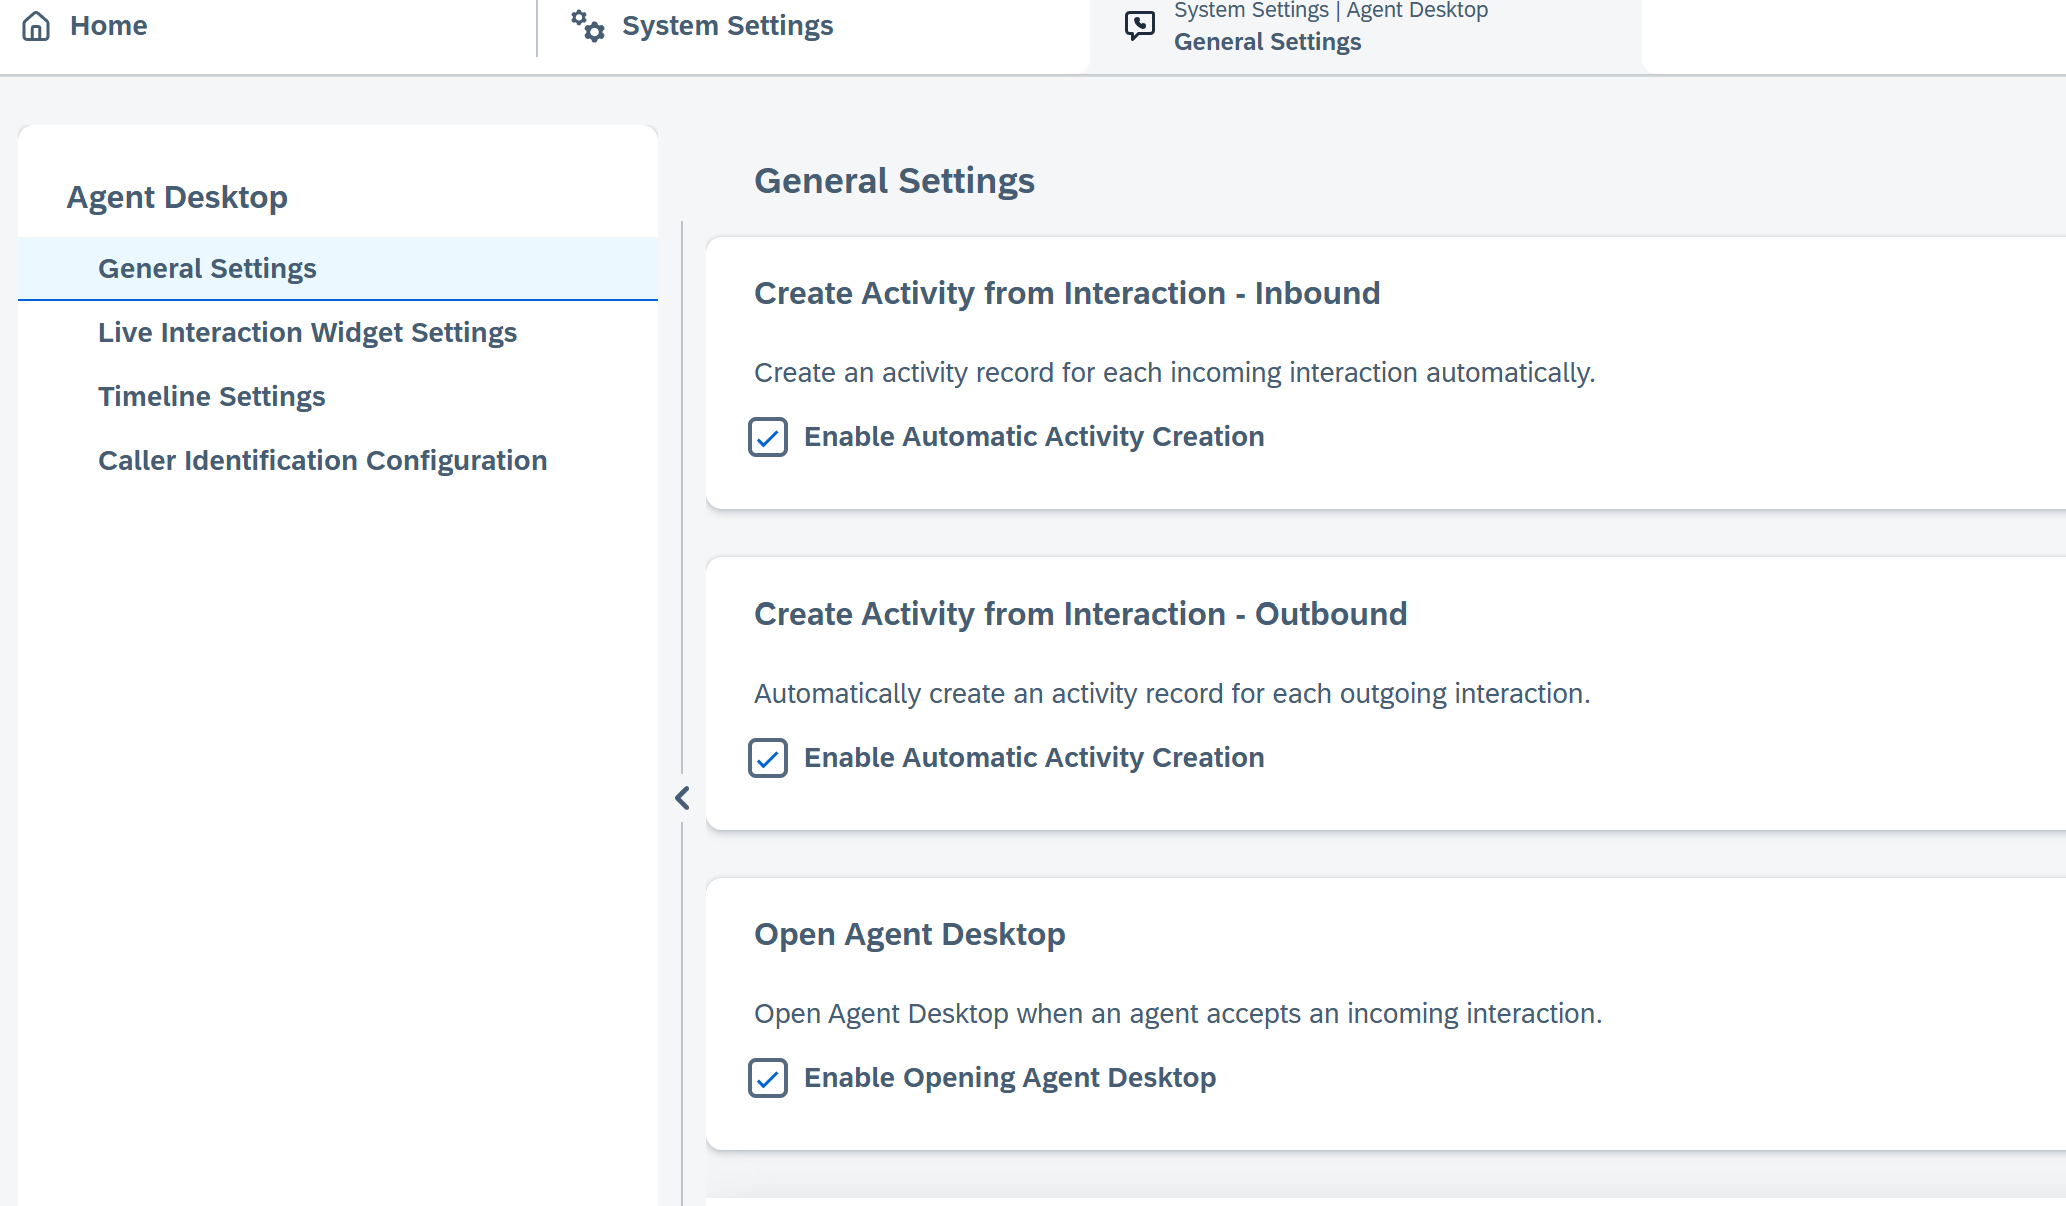 Home
System Settings
System Settings | Agent Desktop
General Settings
Agent Desktop
General Settings
Live Interaction Widget Settings
Timeline Settings
Caller Identification Configuration
General Settings
Create Activity from Interaction - Inbound
Create an activity record for each incoming interaction automatically.
Enable Automatic Activity Creation
Create Activity from Interaction - Outbound
Automatically create an activity record for each outgoing interaction.
Enable Automatic Activity Creation
Open Agent Desktop
Open Agent Desktop when an agent accepts an incoming interaction.
Enable Opening Agent Desktop